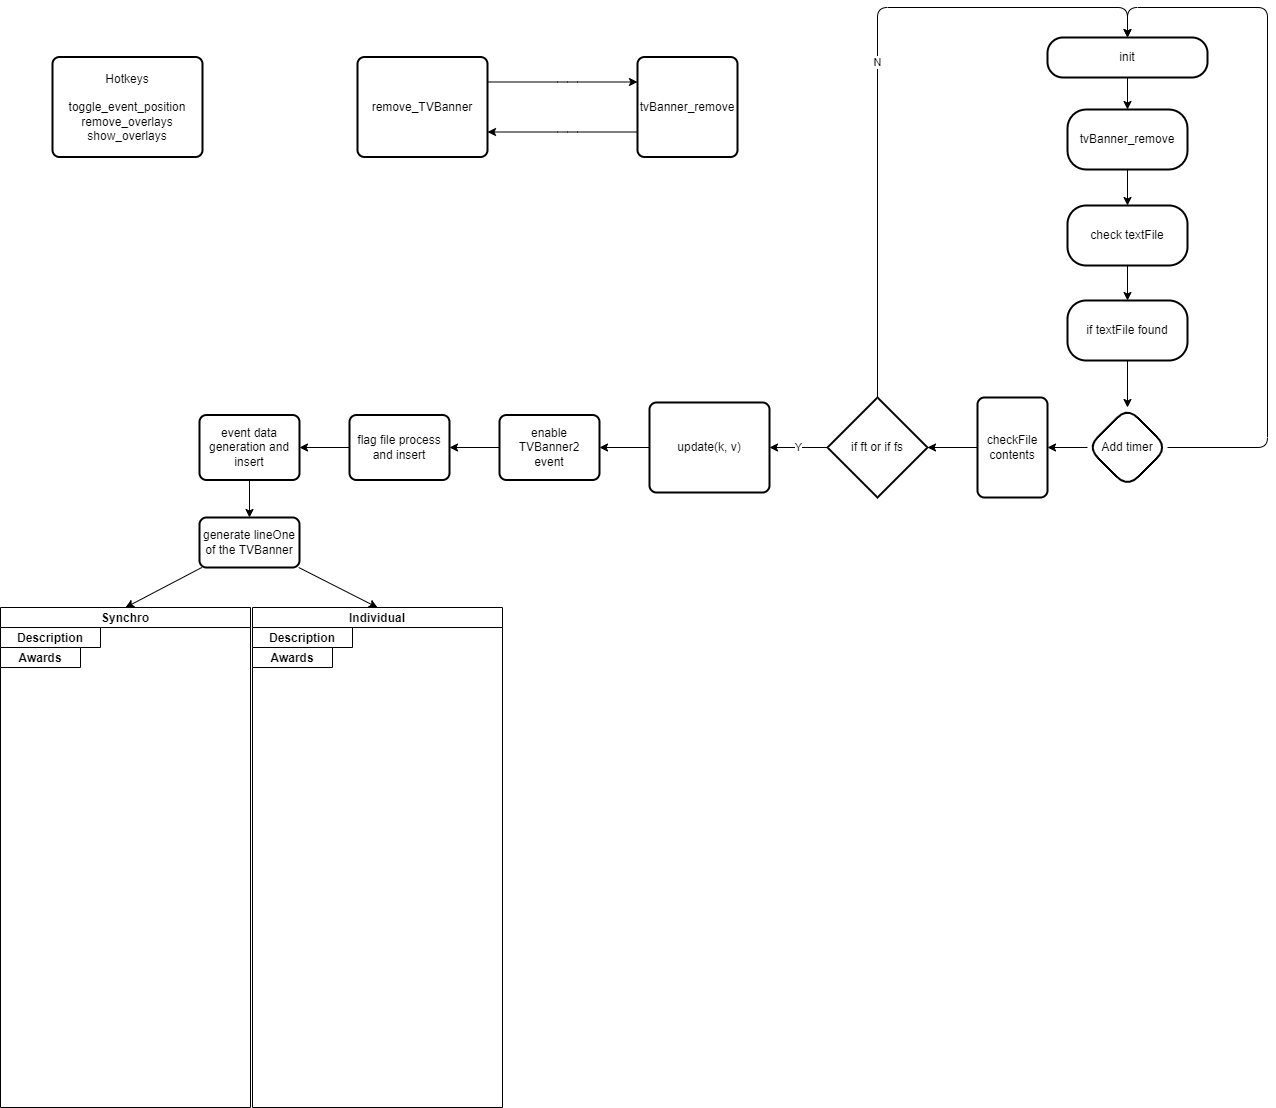 Hotkeys
toggle_event_position
remove_overlays
show_overlays
remove_TVBanner
. . .
. . .
tvBanner_remove
N
init
tvBanner_remove
check textFile
if textFile found
Add timer
checkFile
contents
if ft or if fs
Y
update(k, v)
enable
TVBanner2
event
flag file process
and insert
event data
generation and
insert
generate lineOne
of the TVBanner
Synchro
Description
Awards
Individual
Description
Awards